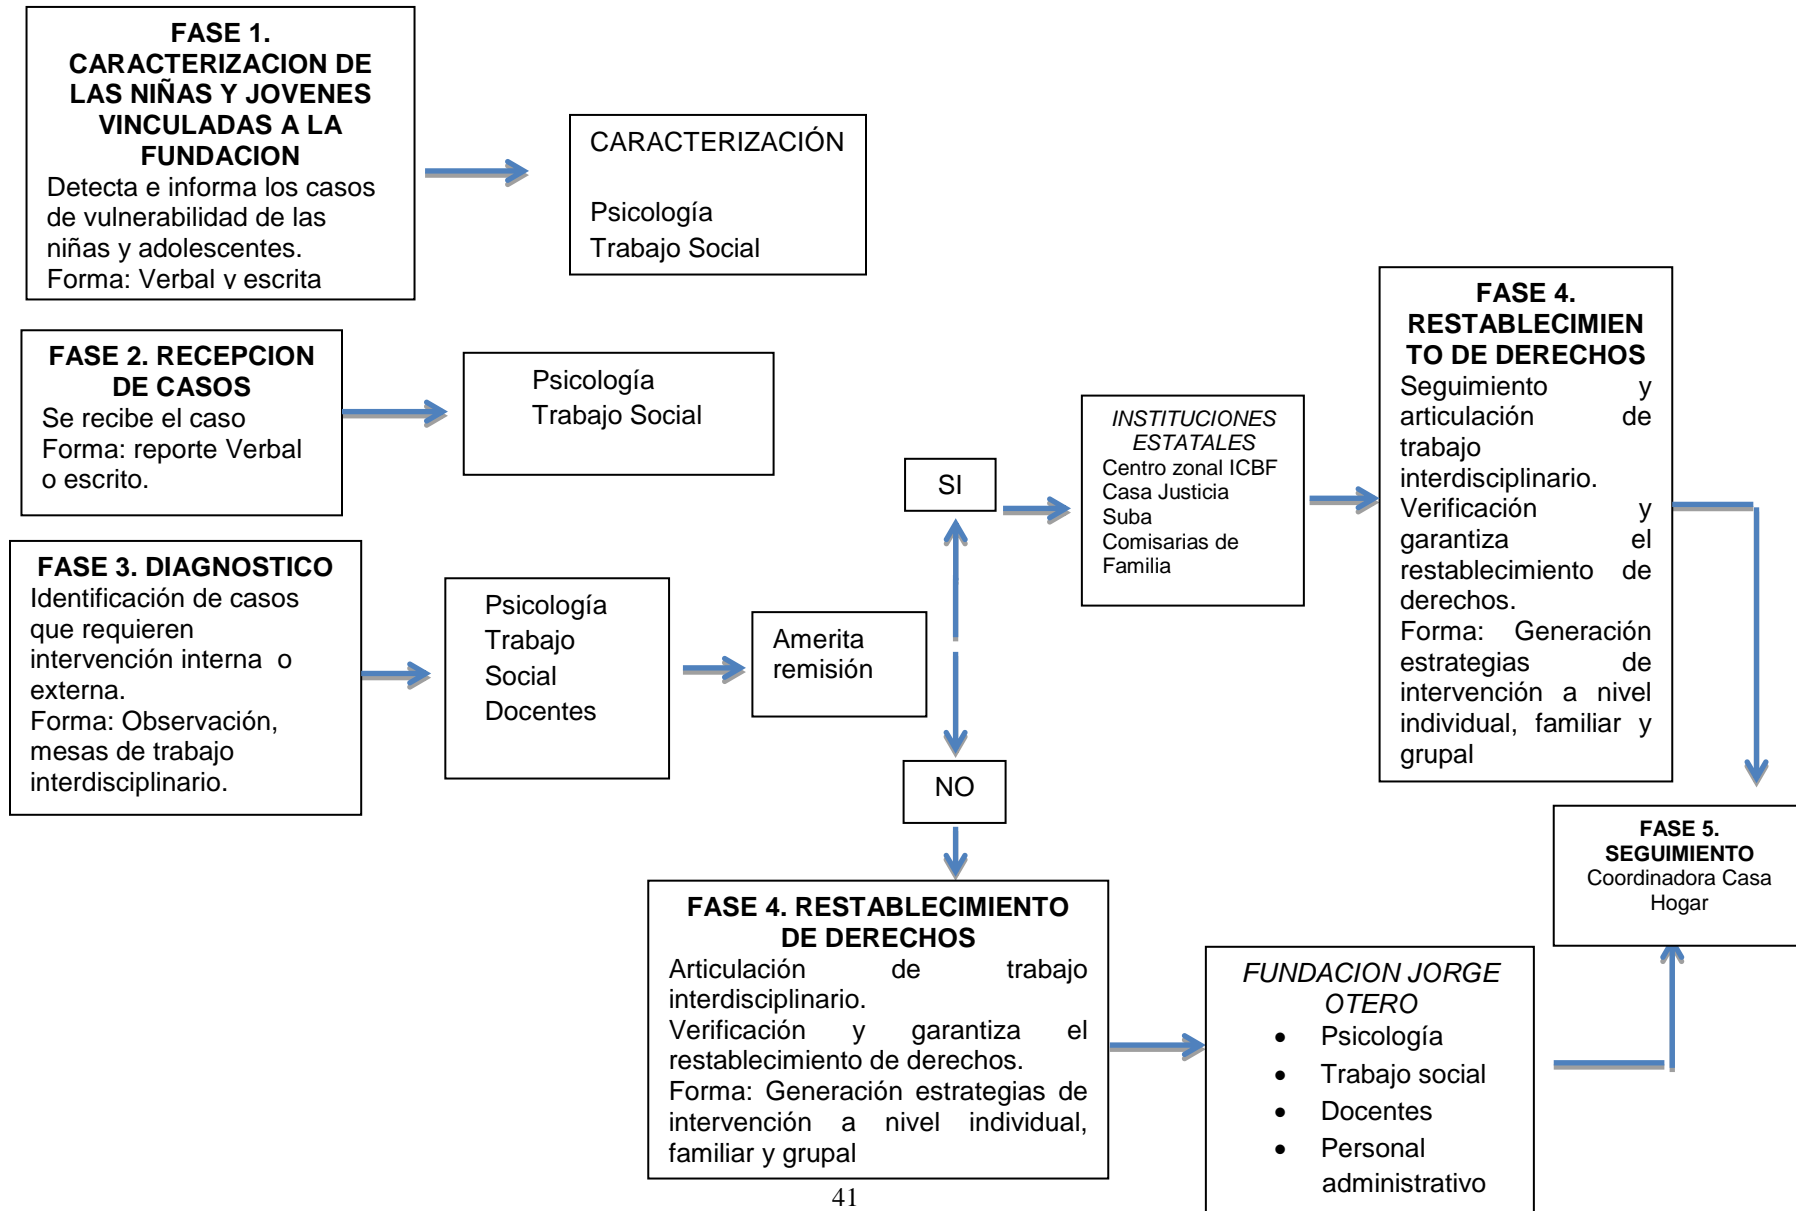 FASE 1.
CARACTERIZACION DE
LAS NIÑAS Y JOVENES
VINCULADAS A LA
FUNDACION
Detecta e informa los casos
de vulnerabilidad de las
niñas y adolescentes.
Forma: Verbal y escrita
CARACTERIZACIÓN
Psicología
Trabajo Social
FASE 2. RECEPCION
DE CASOS
Se recibe el caso
Forma: reporte Verbal
o escrito.
Psicología
Trabajo Social
FASE 3. DIAGNOSTICO
Identificación de casos
que requieren
intervención interna o
externa.
Forma: Observación,
mesas de trabajo
interdisciplinario.
Psicología
Trabajo
Social
Docentes
Amerita
remisión
SI
NO
INSTITUCIONES
ESTATALES
Centro zonal ICBF
Casa Justicia
Suba
Comisarias de
Familia
FASE 4.
RESTABLECIMIEN
TO DE DERECHOS
Seguimiento y
articulación de
trabajo
interdisciplinario.
Verificación y
garantiza el
restablecimiento de
derechos.
Forma: Generación
estrategias de
intervención a nivel
individual, familiar y
grupal
FASE 4. RESTABLECIMIENTO
DE DERECHOS
Articulación de trabajo
interdisciplinario.
Verificación y garantiza el
restablecimiento de derechos.
Forma: Generación estrategias de
intervención a nivel individual,
familiar y grupal
FUNDACION JORGE
OTERO
• Psicología
• Trabajo social
• Docentes
• Personal
administrativo
FASE 5.
SEGUIMIENTO
Coordinadora Casa
Hogar
41